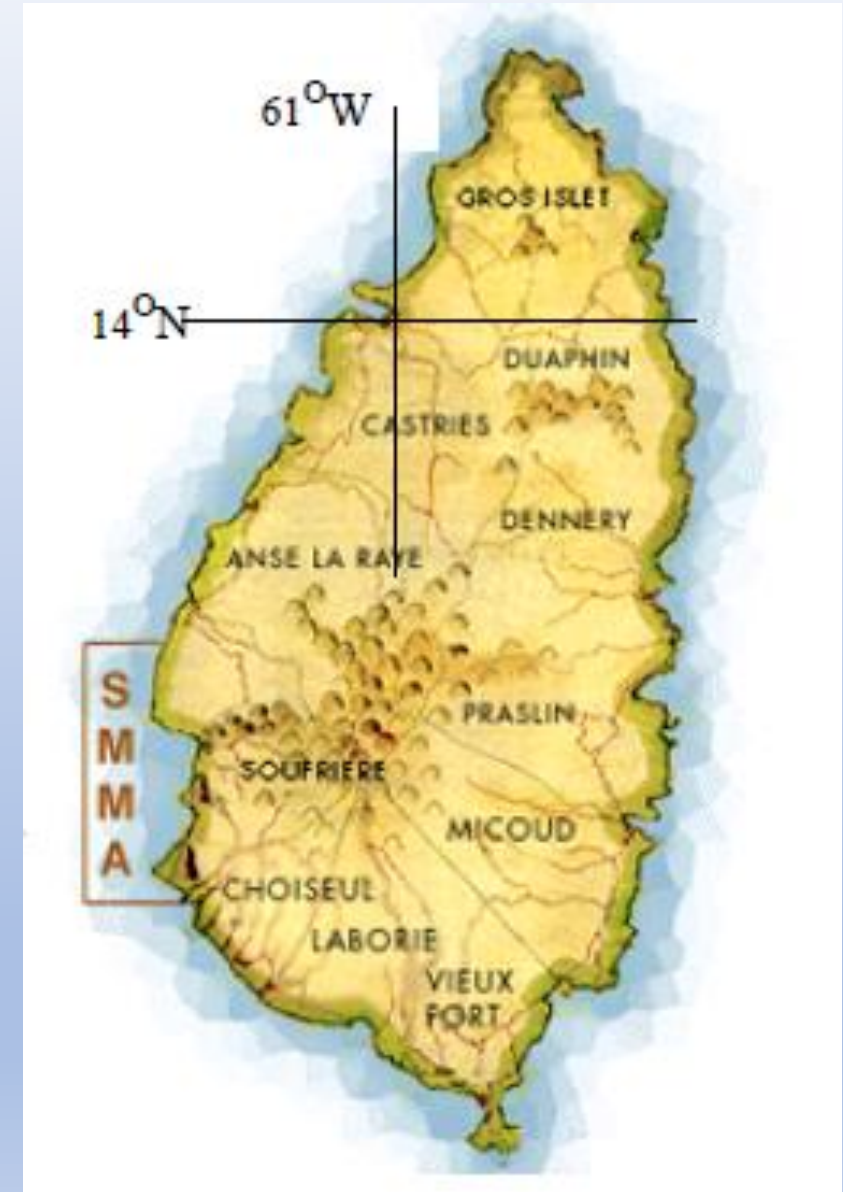 61°W
GROS ISLET
14°N
DUAPHIN
CASTRIES
DENNERY
ANSE LA RAYE
S
M
M
A
PRASLIN
SOUFRIERE
MICOUD
CHOISEUL
LABORIE
VIEUX
FORT